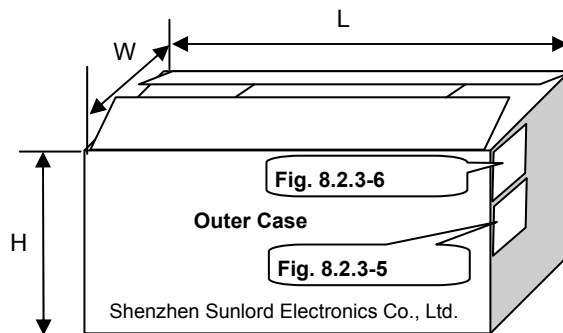 L
W
Fig. 8.2.3-6
Outer Case
H
Fig. 8.2.3-5
Shenzhen Sunlord Electronics Co., Ltd.